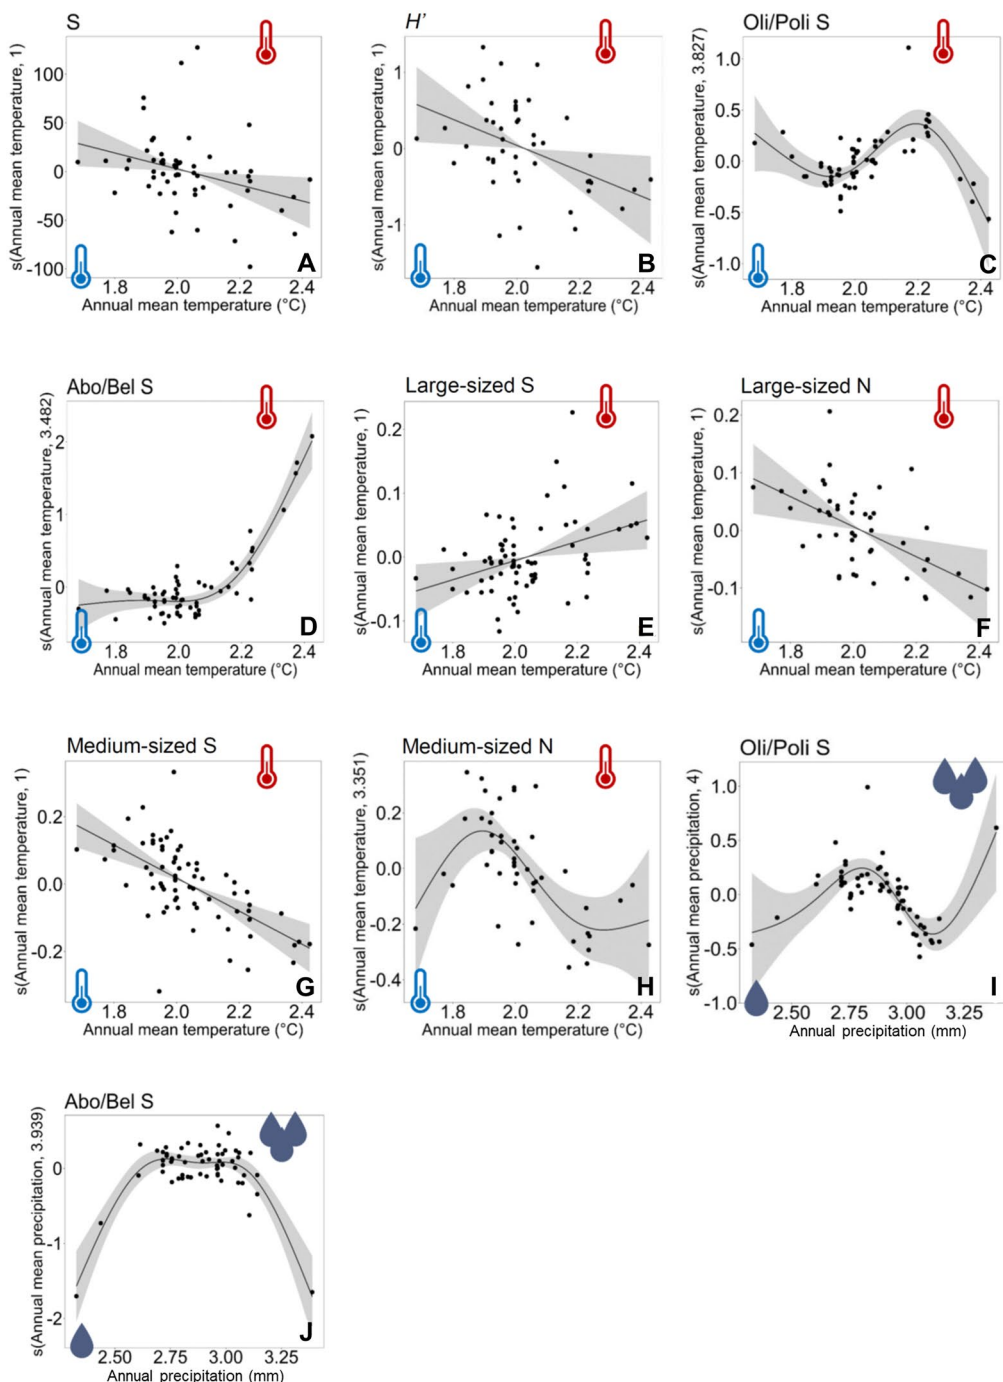 S
s(Annual mean temperature, 1)
100
50
0
-50
-100
A
1.8 2.0 2.2 2.4
Annual mean temperature (°C)
H’
s(Annual mean temperature, 1)
1
0
-1
B
1.8 2.0 2.2 2.4
Annual mean temperature (°C)
Oli/Poli S
s(Annual mean temperature, 3.827)
1.0
0.5
0.0
-0.5
-1.0
C
1.8 2.0 2.2 2.4
Annual mean temperature (°C)
Abo/Bel S
s(Annual mean temperature, 3.482)
2
1
0
D
1.8 2.0 2.2 2.4
Annual mean temperature (°C)
Large-sized S
s(Annual mean temperature, 1)
0.2
0.1
0.0
-0.1
E
1.8 2.0 2.2 2.4
Annual mean temperature (°C)
Large-sized N
s(Annual mean temperature, 1)
0.2
0.1
0.0
-0.1
F
1.8 2.0 2.2 2.4
Annual mean temperature (°C)
Medium-sized S
s(Annual mean temperature, 1)
0.2
0.0
-0.2
G
1.8 2.0 2.2 2.4
Annual mean temperature (°C)
Medium-sized N
s(Annual mean temperature, 3.351)
0.2
0.0
-0.2
-0.4
H
1.8 2.0 2.2 2.4
Annual mean temperature (°C)
Oli/Poli S
s(Annual mean precipitation, 4)
1.0
0.5
0.0
-0.5
-1.0
I
2.50 2.75 3.00 3.25
Annual precipitation (mm)
Abo/Bel S
s(Annual mean precipitation, 3.939)
0
-1
-2
J
2.50 2.75 3.00 3.25
Annual precipitation (mm)